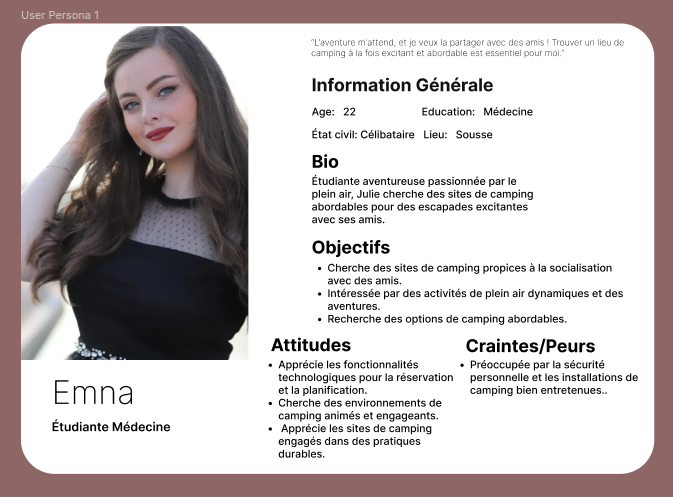 User Persona 1
"L'aventure m'attend, et je veux la partager avec des amis ! Trouver un lieu de
camping à la fois excitant et abordable est essentiel pour moi."
Information Générale
Age: 22 Education: Médecine
État civil: Célibataire Lieu: Sousse
Bio
Étudiante aventureuse passionnée par le
plein air, Julie cherche des sites de camping
abordables pour des escapades excitantes
avec ses amis.
Objectifs
• Cherche des sites de camping propices à la socialisation
avec des amis.
• Intéressée par des activités de plein air dynamiques et des
aventures.
• Recherche des options de camping abordables.
Attitudes
• Apprécie les fonctionnalités
technologiques pour la réservation
et la planification.
• Cherche des environnements de
camping animés et engageants.
• Apprécie les sites de camping
engagés dans des pratiques
durables.
Craintes/Peurs
• Préoccupée par la sécurité
personnelle et les installations de
camping bien entretenues..
Emna
Étudiante Médecine